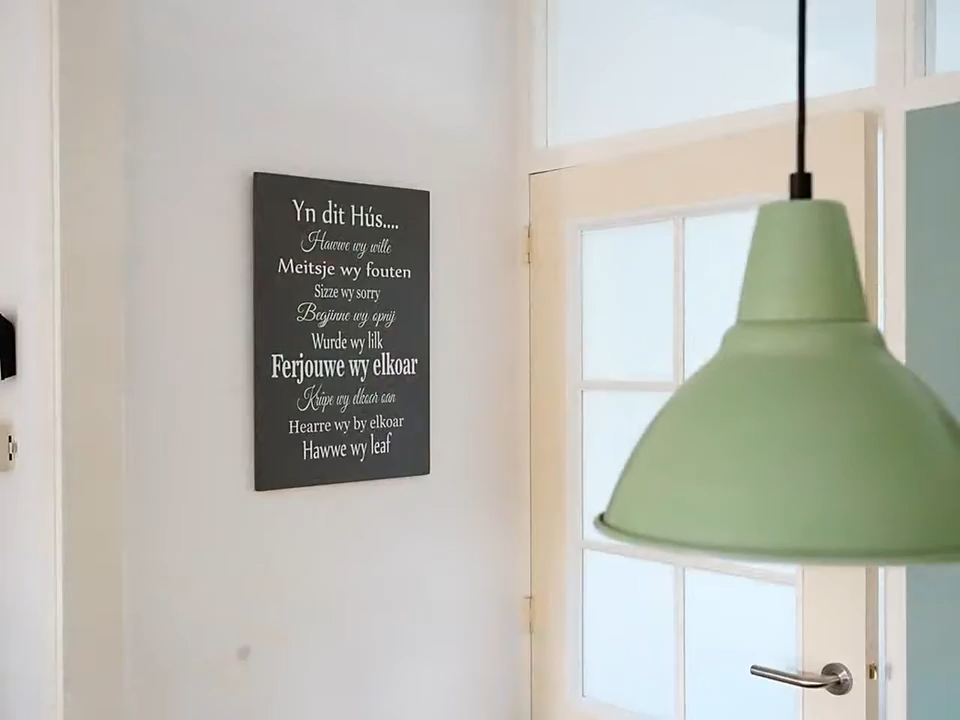 Yn dit Hús....
Hawwe wy wille
Meitsje wy fouten
Sizze wy sorry
Begjinne wy opnij
Wurde wy lilk
Ferjouwe wy elkoar
Krûpe wy elkoar oan
Hearre wy by elkoar
Hawwe wy leaf